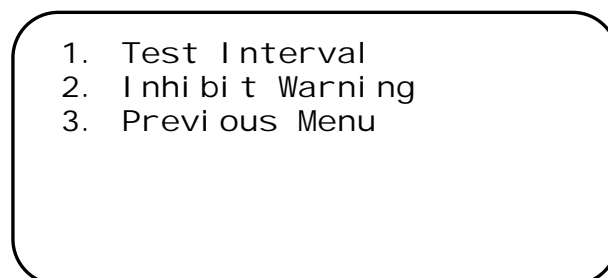 1. Test Interval
2. Inhibit Warning
3. Previous Menu